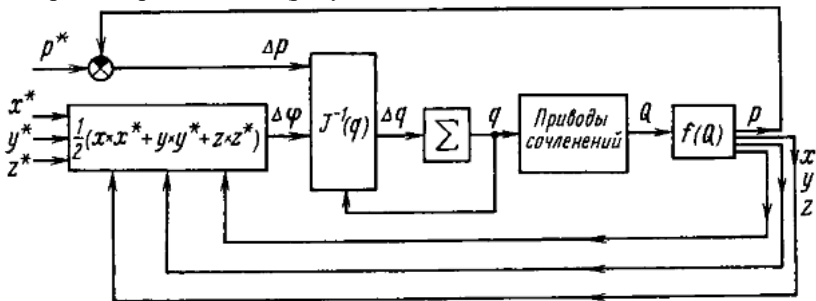 p*
Δp
x*
y*
z*
½(x×x*+y×y*+z×z*)
Δφ
J⁻¹(q)
Δq
Σ
q
Приводы
сочленений
Q
f(Q)
p
x
y
z